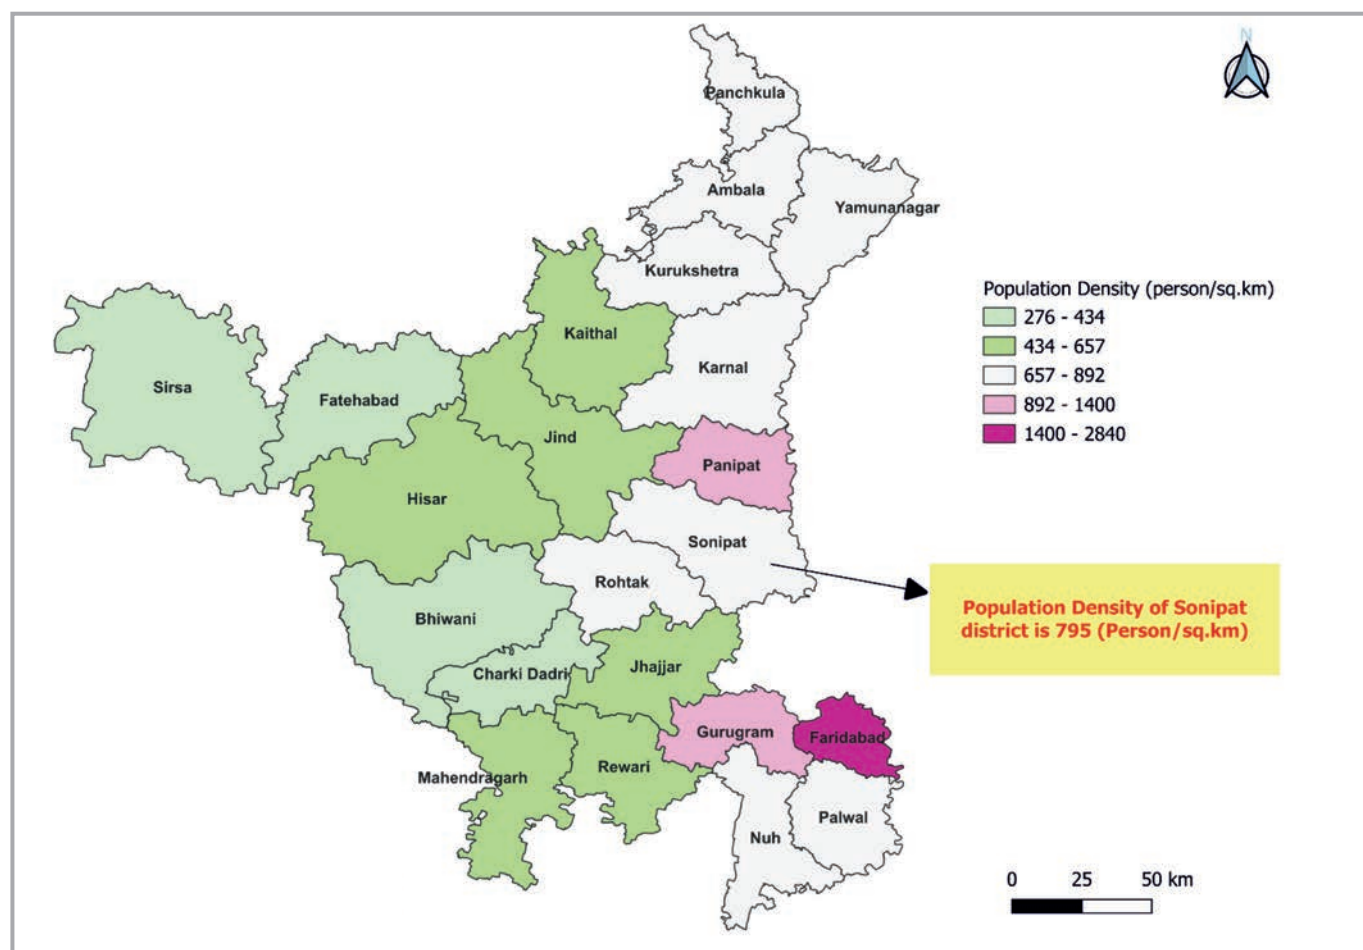 N
Panchkula
Ambala
Yamunanagar
Kurukshetra
Population Density (person/sq.km)
276 - 434
434 - 657
657 - 892
892 - 1400
1400 - 2840
Kaithal
Karnal
Sirsa
Fatehabad
Jind
Panipat
Hisar
Sonipat
Rohtak
Population Density of Sonipat
district is 795 (Person/sq.km)
Bhiwani
Charki Dadri
Jhajjar
Gurugram
Faridabad
Mahendragarh
Rewari
Palwal
Nuh
0 25 50 km